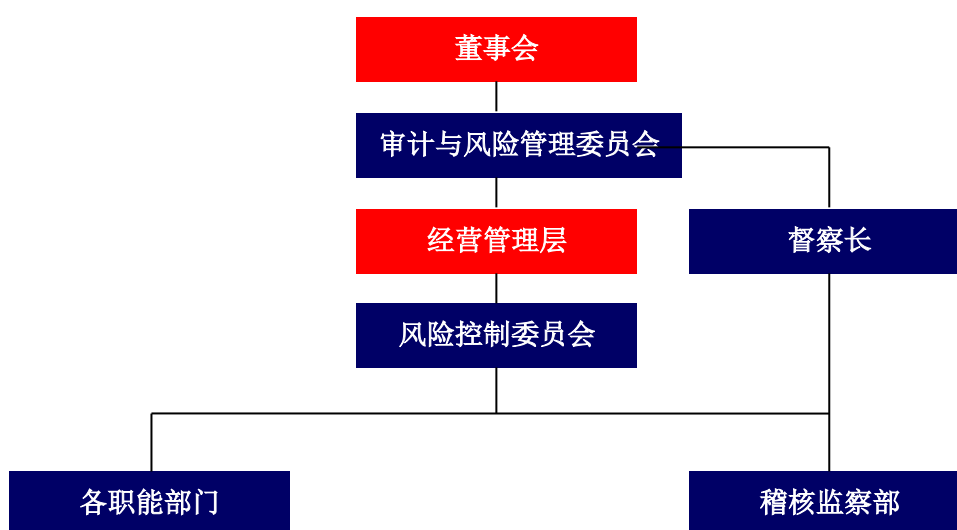 董事会
审计与风险管理委员会
经营管理层
督察长
风险控制委员会
各职能部门
稽核监察部